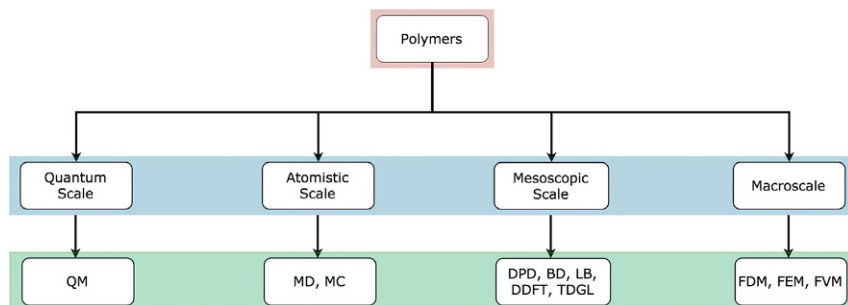 Polymers
Quantum
Scale
Atomistic
Scale
Mesoscopic
Scale
Macroscale
QM
MD, MC
DPD, BD, LB,
DDFT, TDGL
FDM, FEM, FVM